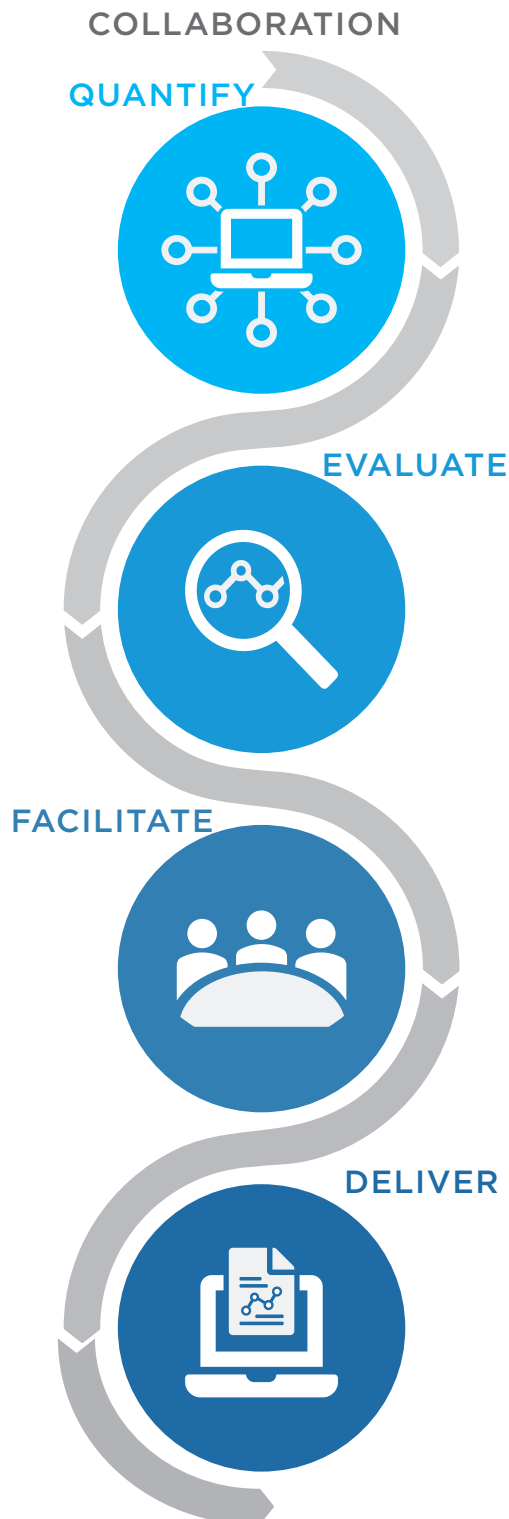 COLLABORATION
QUANTIFY
EVALUATE
FACILITATE
DELIVER